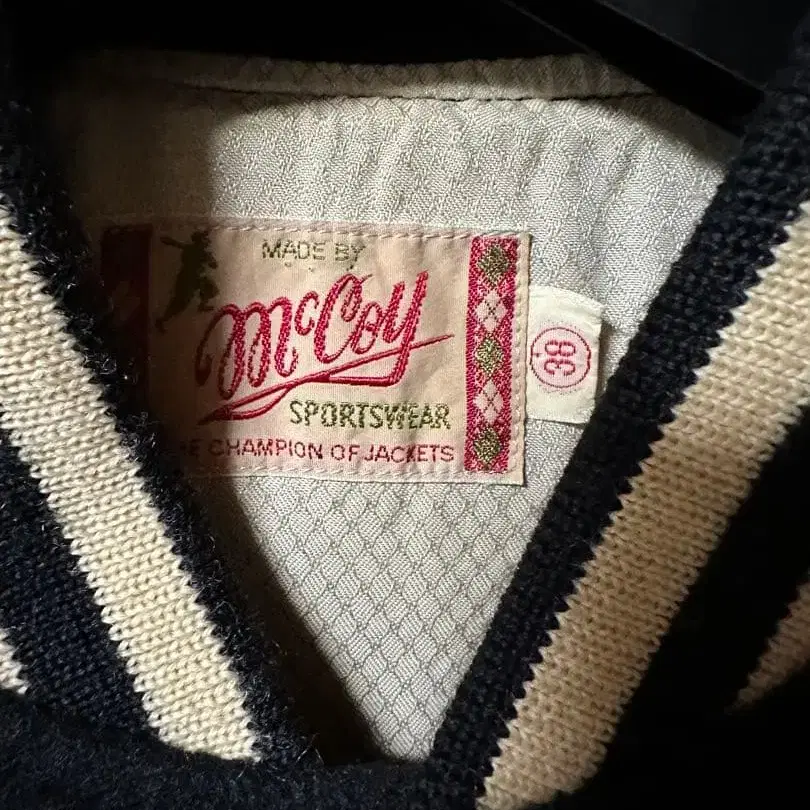 MADE BY
McCoy
SPORTSWEAR
CHAMPION OF JACKETS
38